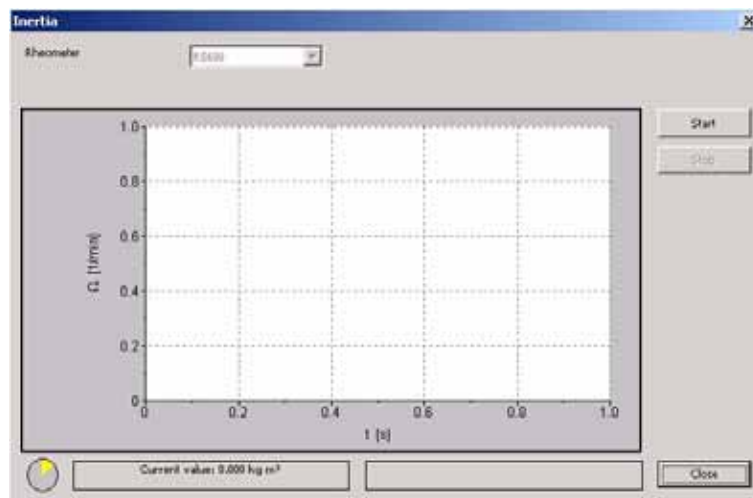 Inertia
Rheometer
Start
Stop
1.0
0.8
0.6
0.4
0.2
0
Ω [1/min]
0 0.2 0.4 0.6 0.8 1.0
t [s]
Current value: 0.000 kg m²
Close